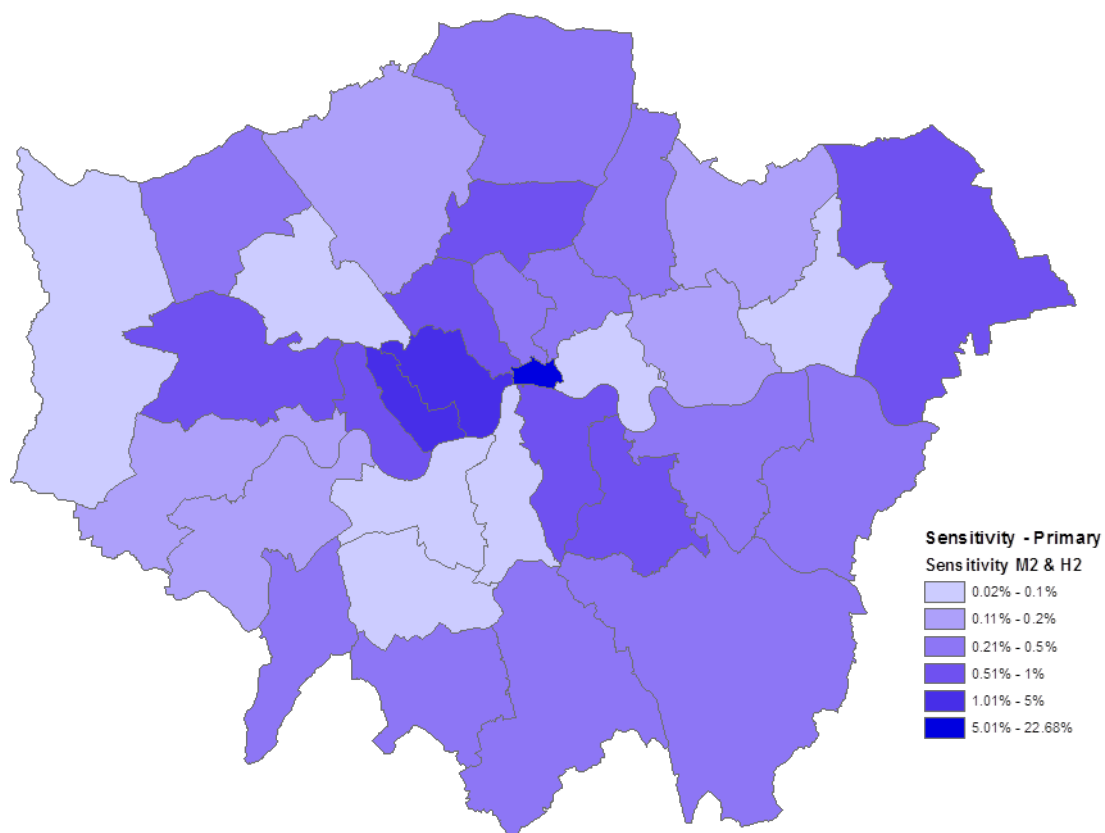 Sensitivity - Primary
Sensitivity M2 & H2
0.02% - 0.1%
0.11% - 0.2%
0.21% - 0.5%
0.51% - 1%
1.01% - 5%
5.01% - 22.68%